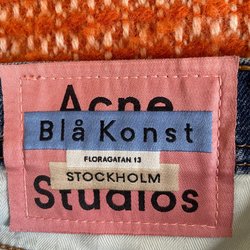 Acne
Blå Konst
FLORAGATAN 13
STOCKHOLM
Studios